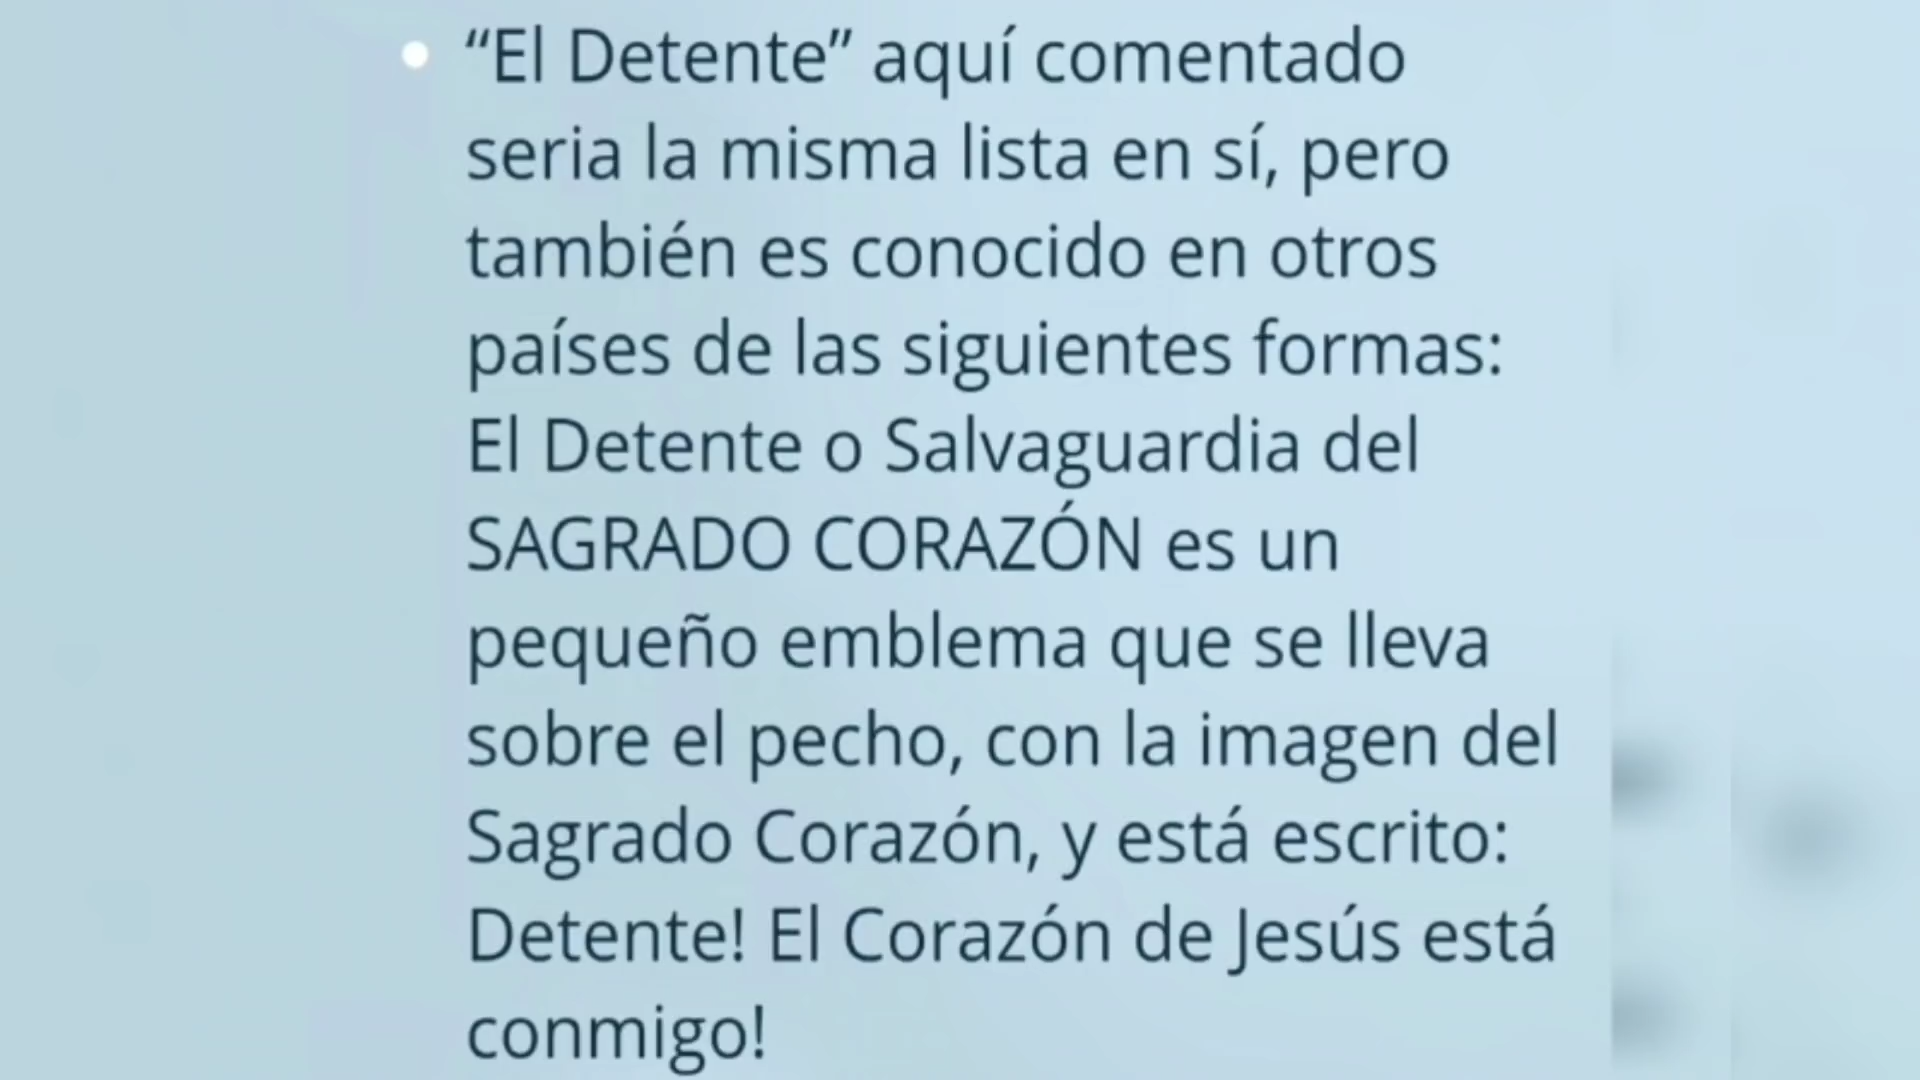 “El Detente” aquí comentado
seria la misma lista en sí, pero
también es conocido en otros
países de las siguientes formas:
El Detente o Salvaguardia del
SAGRADO CORAZÓN es un
pequeño emblema que se lleva
sobre el pecho, con la imagen del
Sagrado Corazón, y está escrito:
Detente! El Corazón de Jesús está
conmigo!